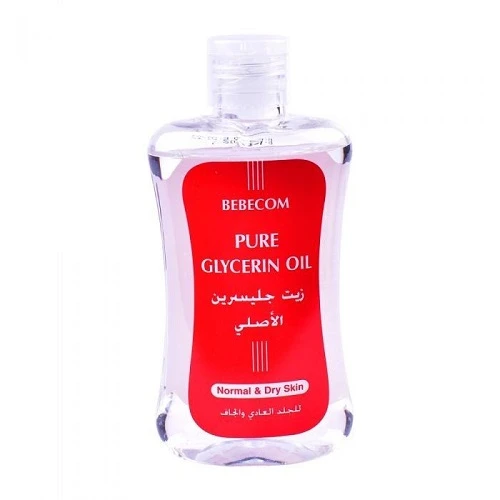 BEBECOM
PURE
GLYCERIN OIL
زيت جليسرين
الأصلي
Normal & Dry Skin
للجلد العادي والجاف